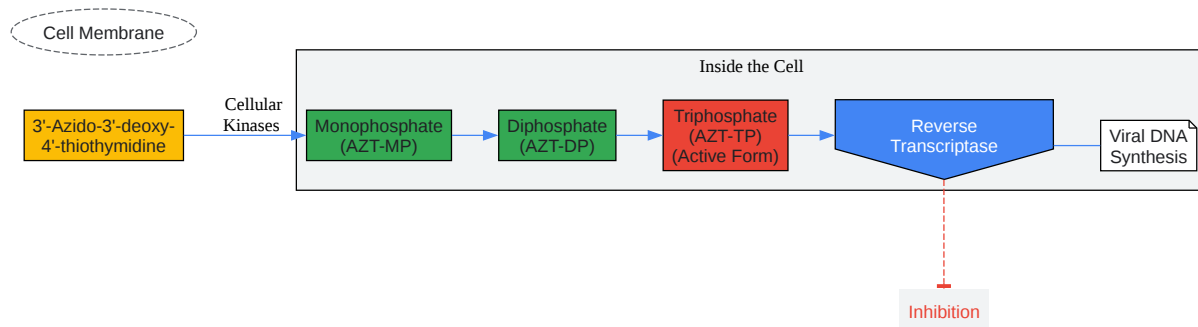 Cell Membrane
Inside the Cell
Cellular
Kinases
3'-Azido-3'-deoxy-
4'-thiothymidine
Monophosphate
(AZT-MP)
Diphosphate
(AZT-DP)
Triphosphate
(AZT-TP)
(Active Form)
Reverse
Transcriptase
Viral DNA
Synthesis
Inhibition